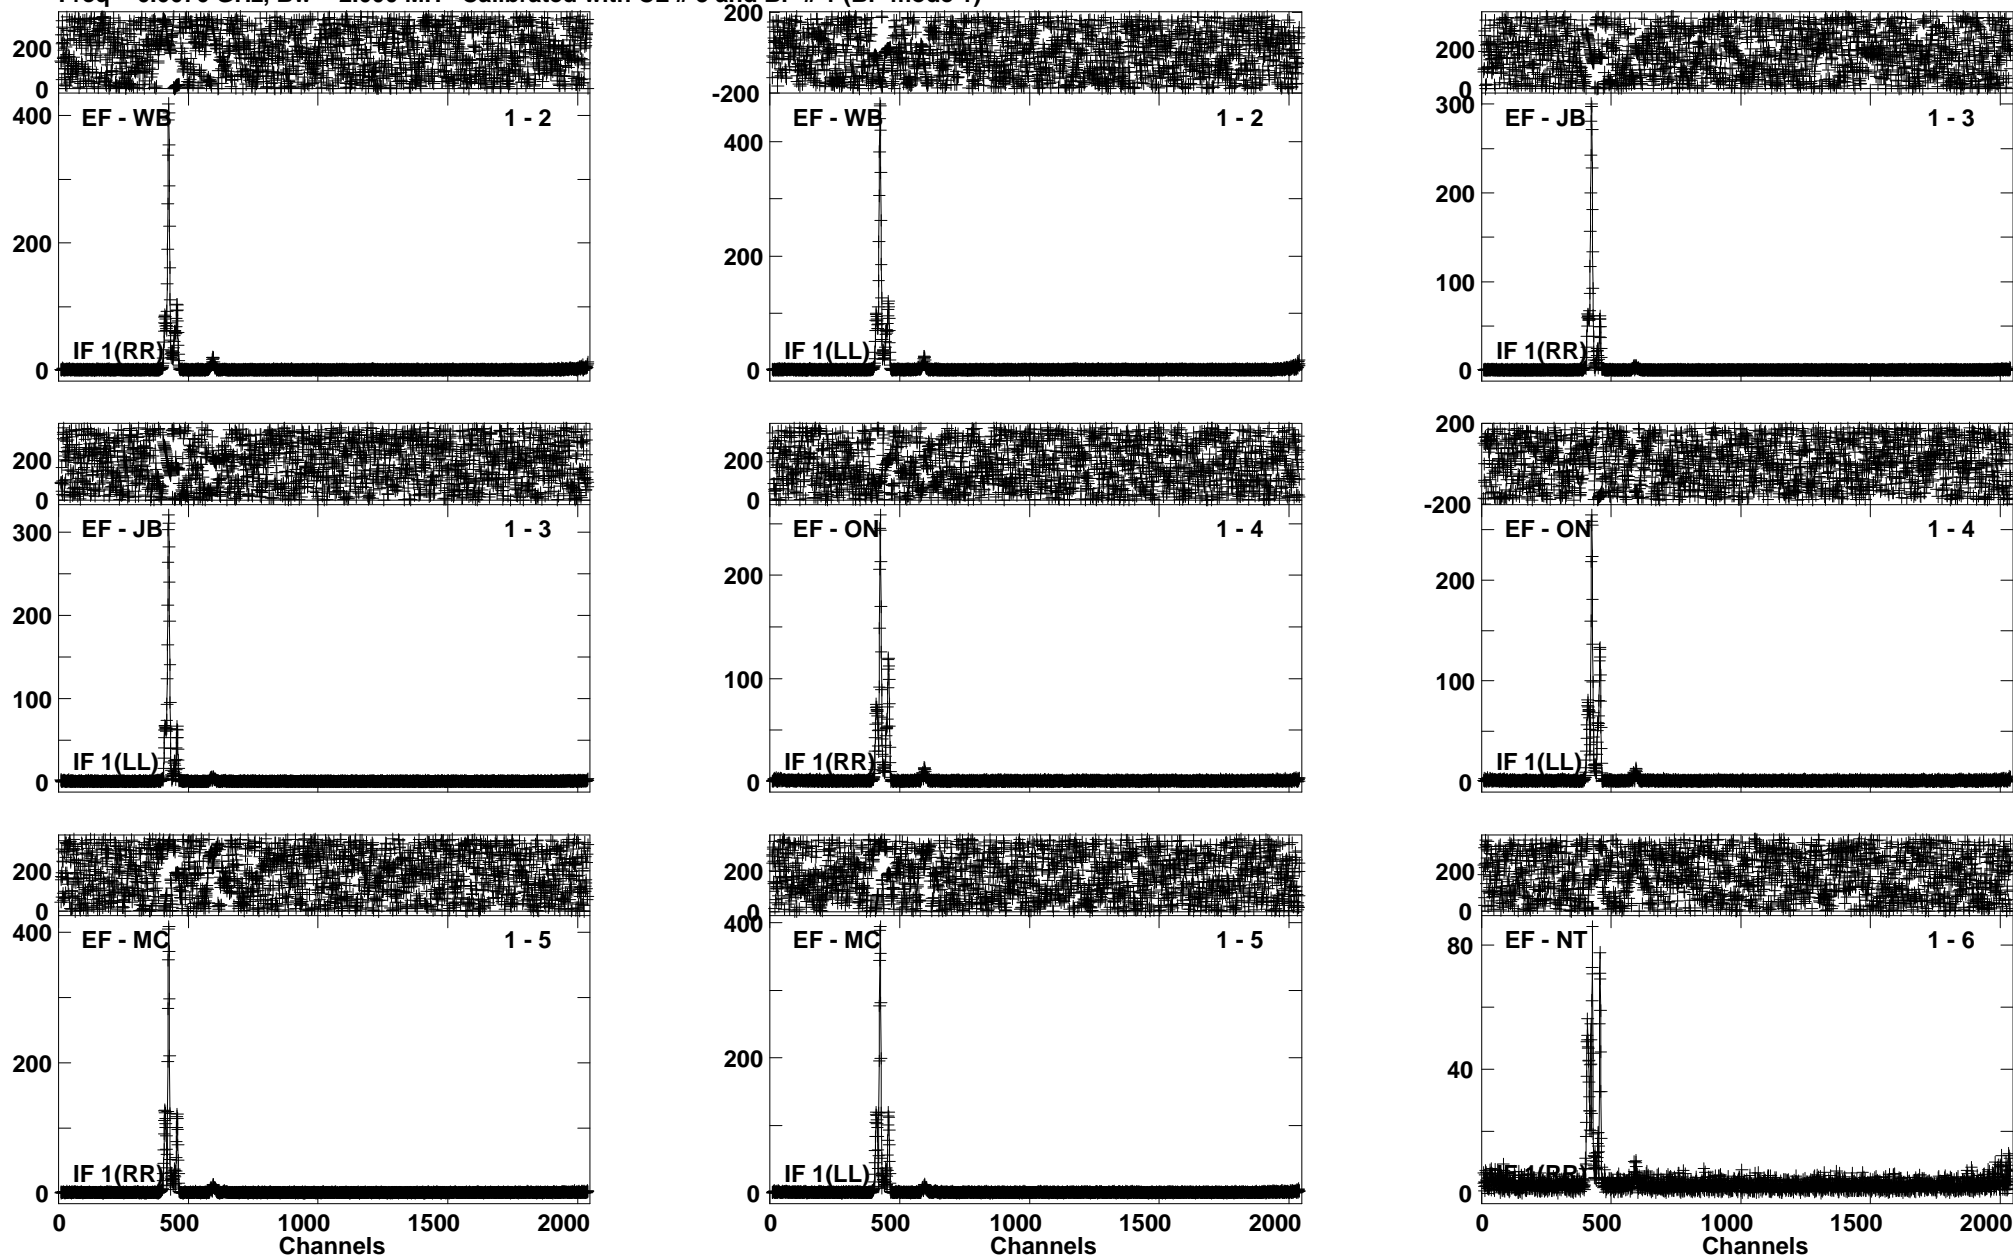 200 0 200 -200 200 0
EF - WB 1 - 2 EF - WB 1 - 2 EF - JB 1 - 3
400 200 0 400 200 0 300 200 100 0
IF 1(RR) IF 1(LL) IF 1(RR)
200 0 200 0 200 -200
EF - JB 1 - 3 EF - ON 1 - 4 EF - ON 1 - 4
300 200 100 0 200 100 0 200 100 0
IF 1(LL) IF 1(RR) IF 1(LL)
200 0 200 0 200 0
EF - MC 1 - 5 EF - MC 1 - 5 EF - NT 1 - 6
400 200 0 400 200 0 80 40 0
IF 1(RR) IF 1(LL) IF 1(RR)
0 500 1000 1500 2000 0 500 1000 1500 2000 0 500 1000 1500 2000
Channels Channels Channels